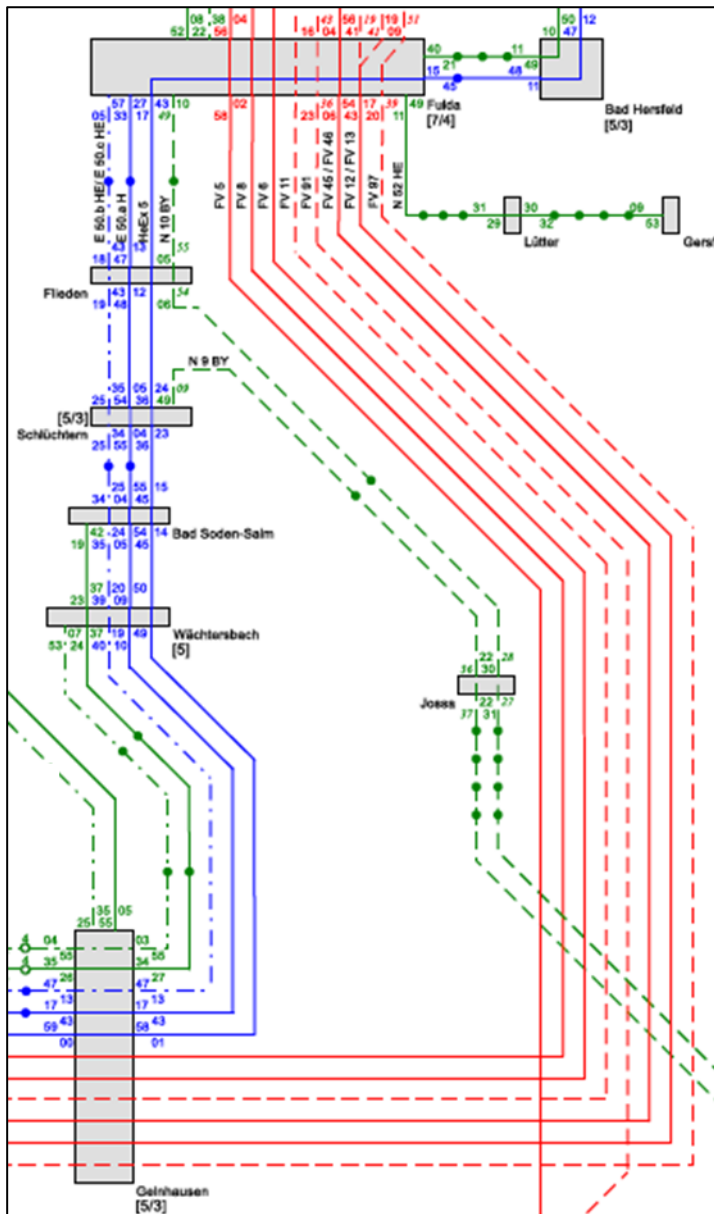 08 38 04 45 56 19 19 51 50 12
52 22 56 16 04 41 41 09 10 47
40 11 49
21
15 48
45 11
Fulda
[7/4]
Bad Hersfeld
[5/3]
05 57 27 43 10
33 17 49
02 36 54 17 39 49
58 23 06 43 20 11
E 50.b HE/ E 50.c HE
E 50.a H
HeEx 5
N 10 BY
FV 5
FV 8
FV 6
FV 11
FV 91
FV 45 / FV 46
FV 12 / FV 13
FV 97
N 52 HE
31 30 09
29 32 53
Lütter
Gersf
43 13 55
18 47 05
Flieden
43 12 54
19 48 06
N 9 BY
35 05 24 09
25 54 36 49
[5/3]
Schlüchtern
34 04 23
25 55 36
25 55 15
34 04 45
Bad Soden-Salm
42 24 54 14
19 35 05 45
37 20 50
23 39 09
Wächtersbach
[5]
07 37 19 49
53 24 40 10
22 28
36 30
Jossa
22 27
37 31
35 05
25 55
4 04 03
55 55
4 35 34
26 27
47 47
13 13
17 17
43 43
59 58
00 01
Gelnhausen
[5/3]